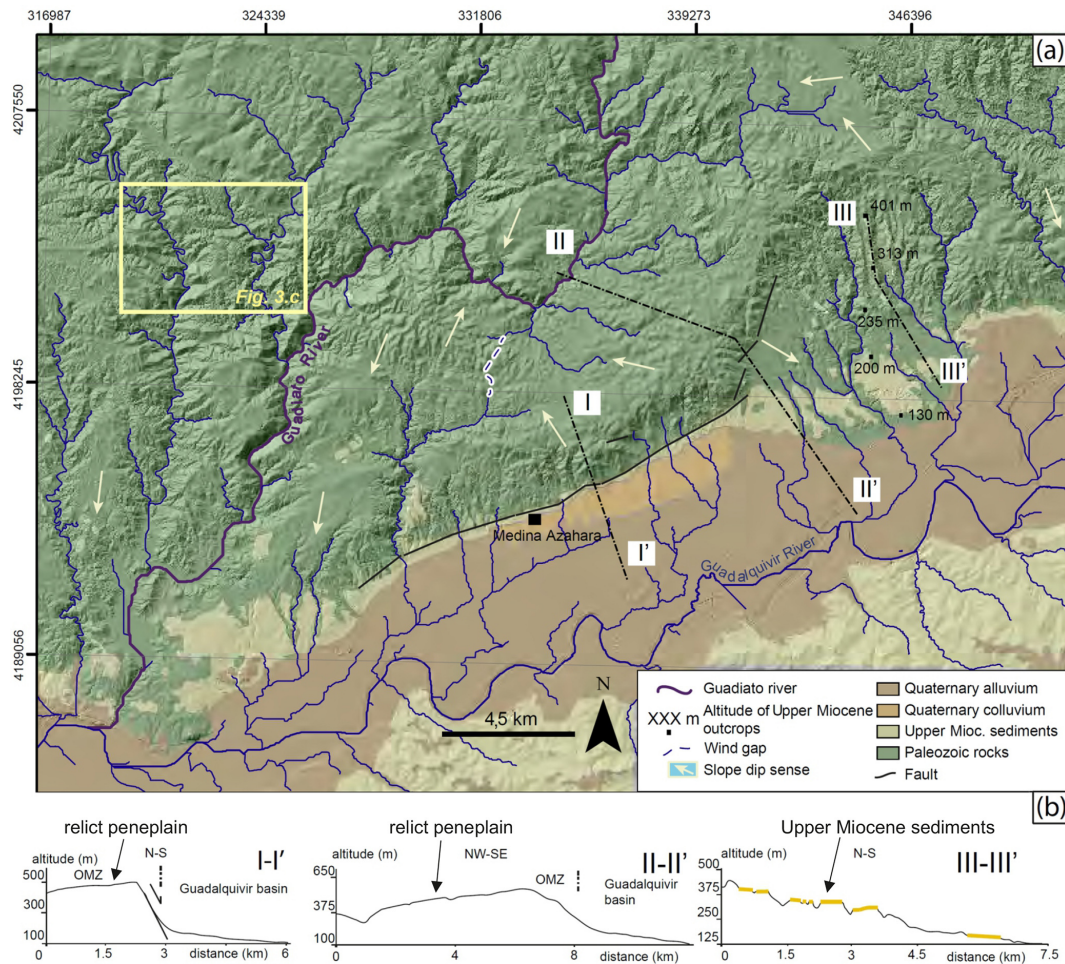 316987 324339 331806 339273 346396
(a)
4207550
4198245
4189056
III
401 m
II
313 m
Fig. 3.c
235 m
Guadiato River
200 m
III'
I
130 m
II'
Medina Azahara
I'
Guadalquivir River
N
4,5 km
Guadiato river
XXX m Altitude of Upper Miocene
outcrops
Wind gap
Slope dip sense
Quaternary alluvium
Quaternary colluvium
Upper Mioc. sediments
Paleozoic rocks
Fault
(b)
relict peneplain
altitude (m)
N-S
I-I'
OMZ
Guadalquivir basin
500
300
100
0 1.5 3 6
distance (km)
relict peneplain
altitude (m)
NW-SE
II-II'
OMZ
Guadalquivir
basin
650
375
100
0 4 8
distance (km)
Upper Miocene sediments
altitude (m)
N-S
III-III'
500
375
250
125
0 1.5 3 4.5 7.5
distance (km)